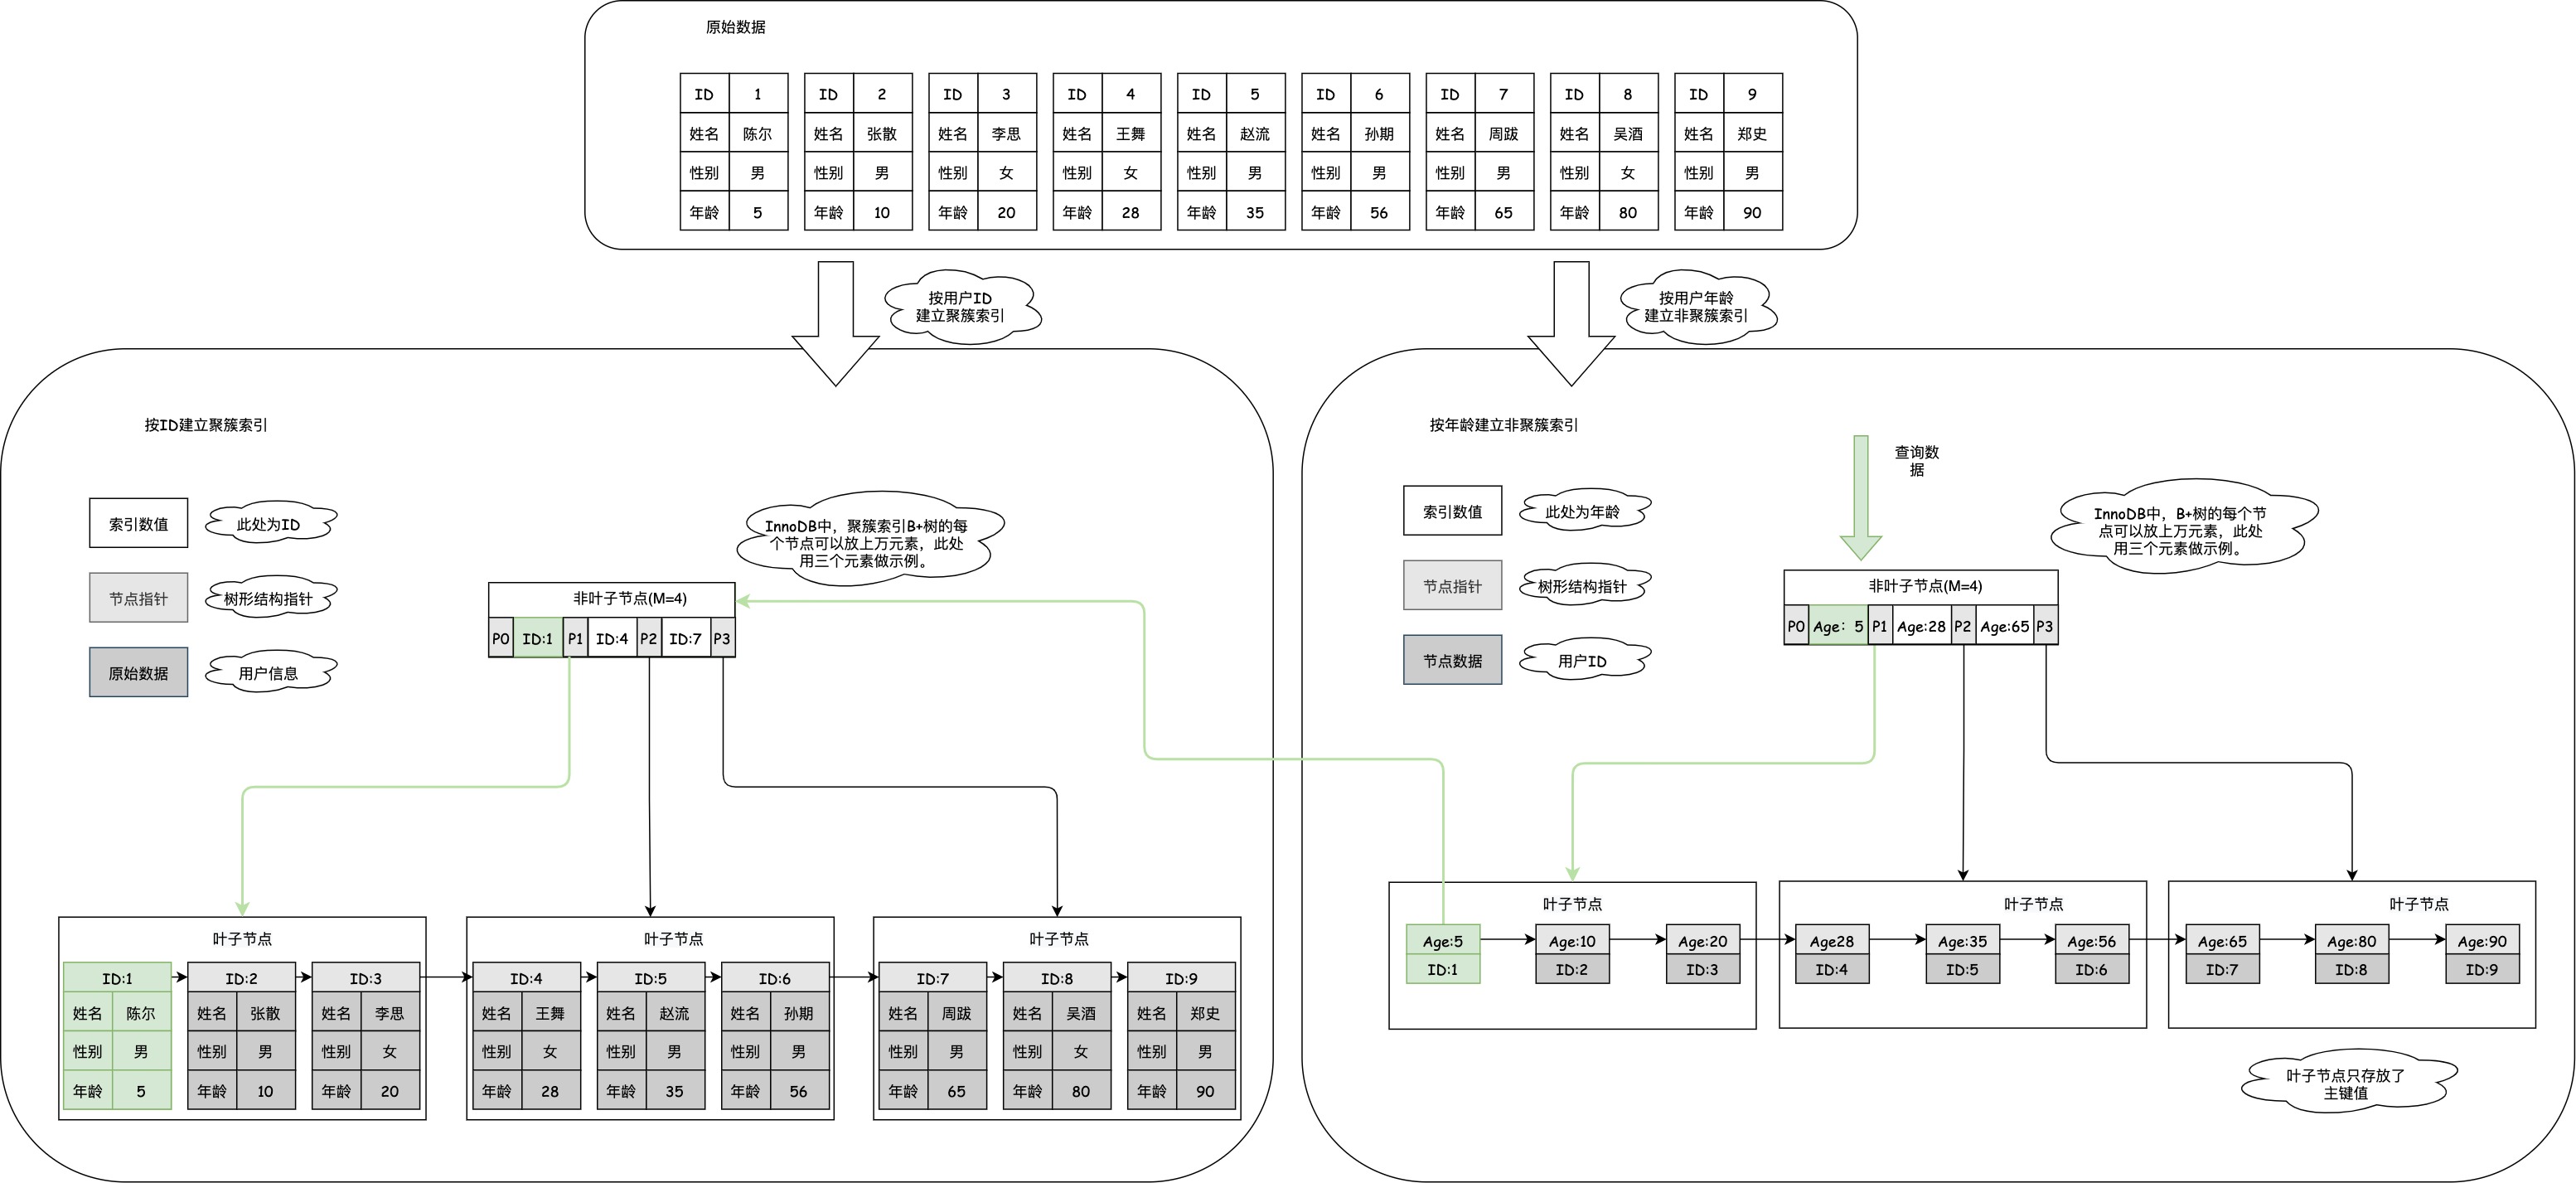 原始数据
ID 1 ID 2 ID 3 ID 4 ID 5 ID 6 ID 7 ID 8 ID 9
姓名 陈尔 姓名 张散 姓名 李思 姓名 王舞 姓名 赵流 姓名 孙期 姓名 周跋 姓名 吴酒 姓名 郑史
性别 男 性别 男 性别 女 性别 女 性别 男 性别 男 性别 男 性别 女 性别 男
年龄 5 年龄 10 年龄 20 年龄 28 年龄 35 年龄 56 年龄 65 年龄 80 年龄 90
按用户ID
建立聚簇索引
按用户年龄
建立非聚簇索引
按ID建立聚簇索引
索引数值 此处为ID
节点指针 树形结构指针
原始数据 用户信息
InnoDB中，聚簇索引B+树的每
个节点可以放上万元素，此处
用三个元素做示例。
非叶子节点(M=4)
P0 ID:1 P1 ID:4 P2 ID:7 P3
叶子节点 叶子节点 叶子节点
ID:1 ID:2 ID:3 ID:4 ID:5 ID:6 ID:7 ID:8 ID:9
姓名 陈尔 姓名 张散 姓名 李思 姓名 王舞 姓名 赵流 姓名 孙期 姓名 周跋 姓名 吴酒 姓名 郑史
性别 男 性别 男 性别 女 性别 女 性别 男 性别 男 性别 男 性别 女 性别 男
年龄 5 年龄 10 年龄 20 年龄 28 年龄 35 年龄 56 年龄 65 年龄 80 年龄 90
按年龄建立非聚簇索引
查询数
据
索引数值 此处为年龄
节点指针 树形结构指针
节点数据 用户ID
InnoDB中，B+树的每个节
点可以放上万元素，此处
用三个元素做示例。
非叶子节点(M=4)
P0 Age：5 P1 Age:28 P2 Age:65 P3
叶子节点 叶子节点 叶子节点
Age:5 Age:10 Age:20 Age28 Age:35 Age:56 Age:65 Age:80 Age:90
ID:1 ID:2 ID:3 ID:4 ID:5 ID:6 ID:7 ID:8 ID:9
叶子节点只存放了
主键值